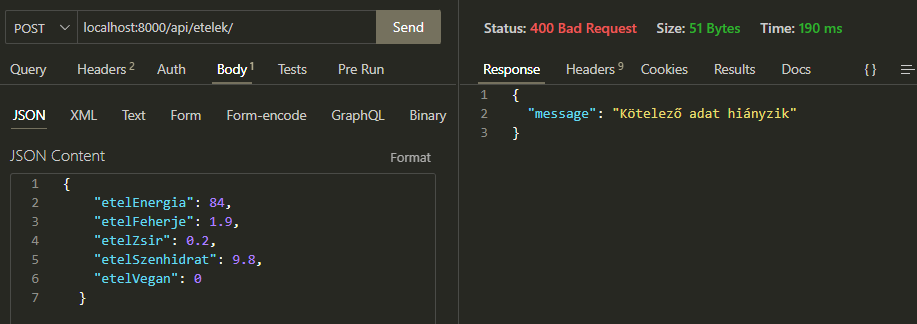 POST localhost:8000/api/etelek/ Send
Query Headers 2 Auth Body 1 Tests Pre Run
JSON XML Text Form Form-encode GraphQL Binary
JSON Content Format
1 {
2 "etelEnergia": 84,
3 "etelFeherje": 1.9,
4 "etelZsir": 0.2,
5 "etelSzenhidrat": 9.8,
6 "etelVegan": 0
7 }
Status: 400 Bad Request Size: 51 Bytes Time: 190 ms
Response Headers 9 Cookies Results Docs { }
1 {
2 "message": "Kötelező adat hiányzik"
3 }